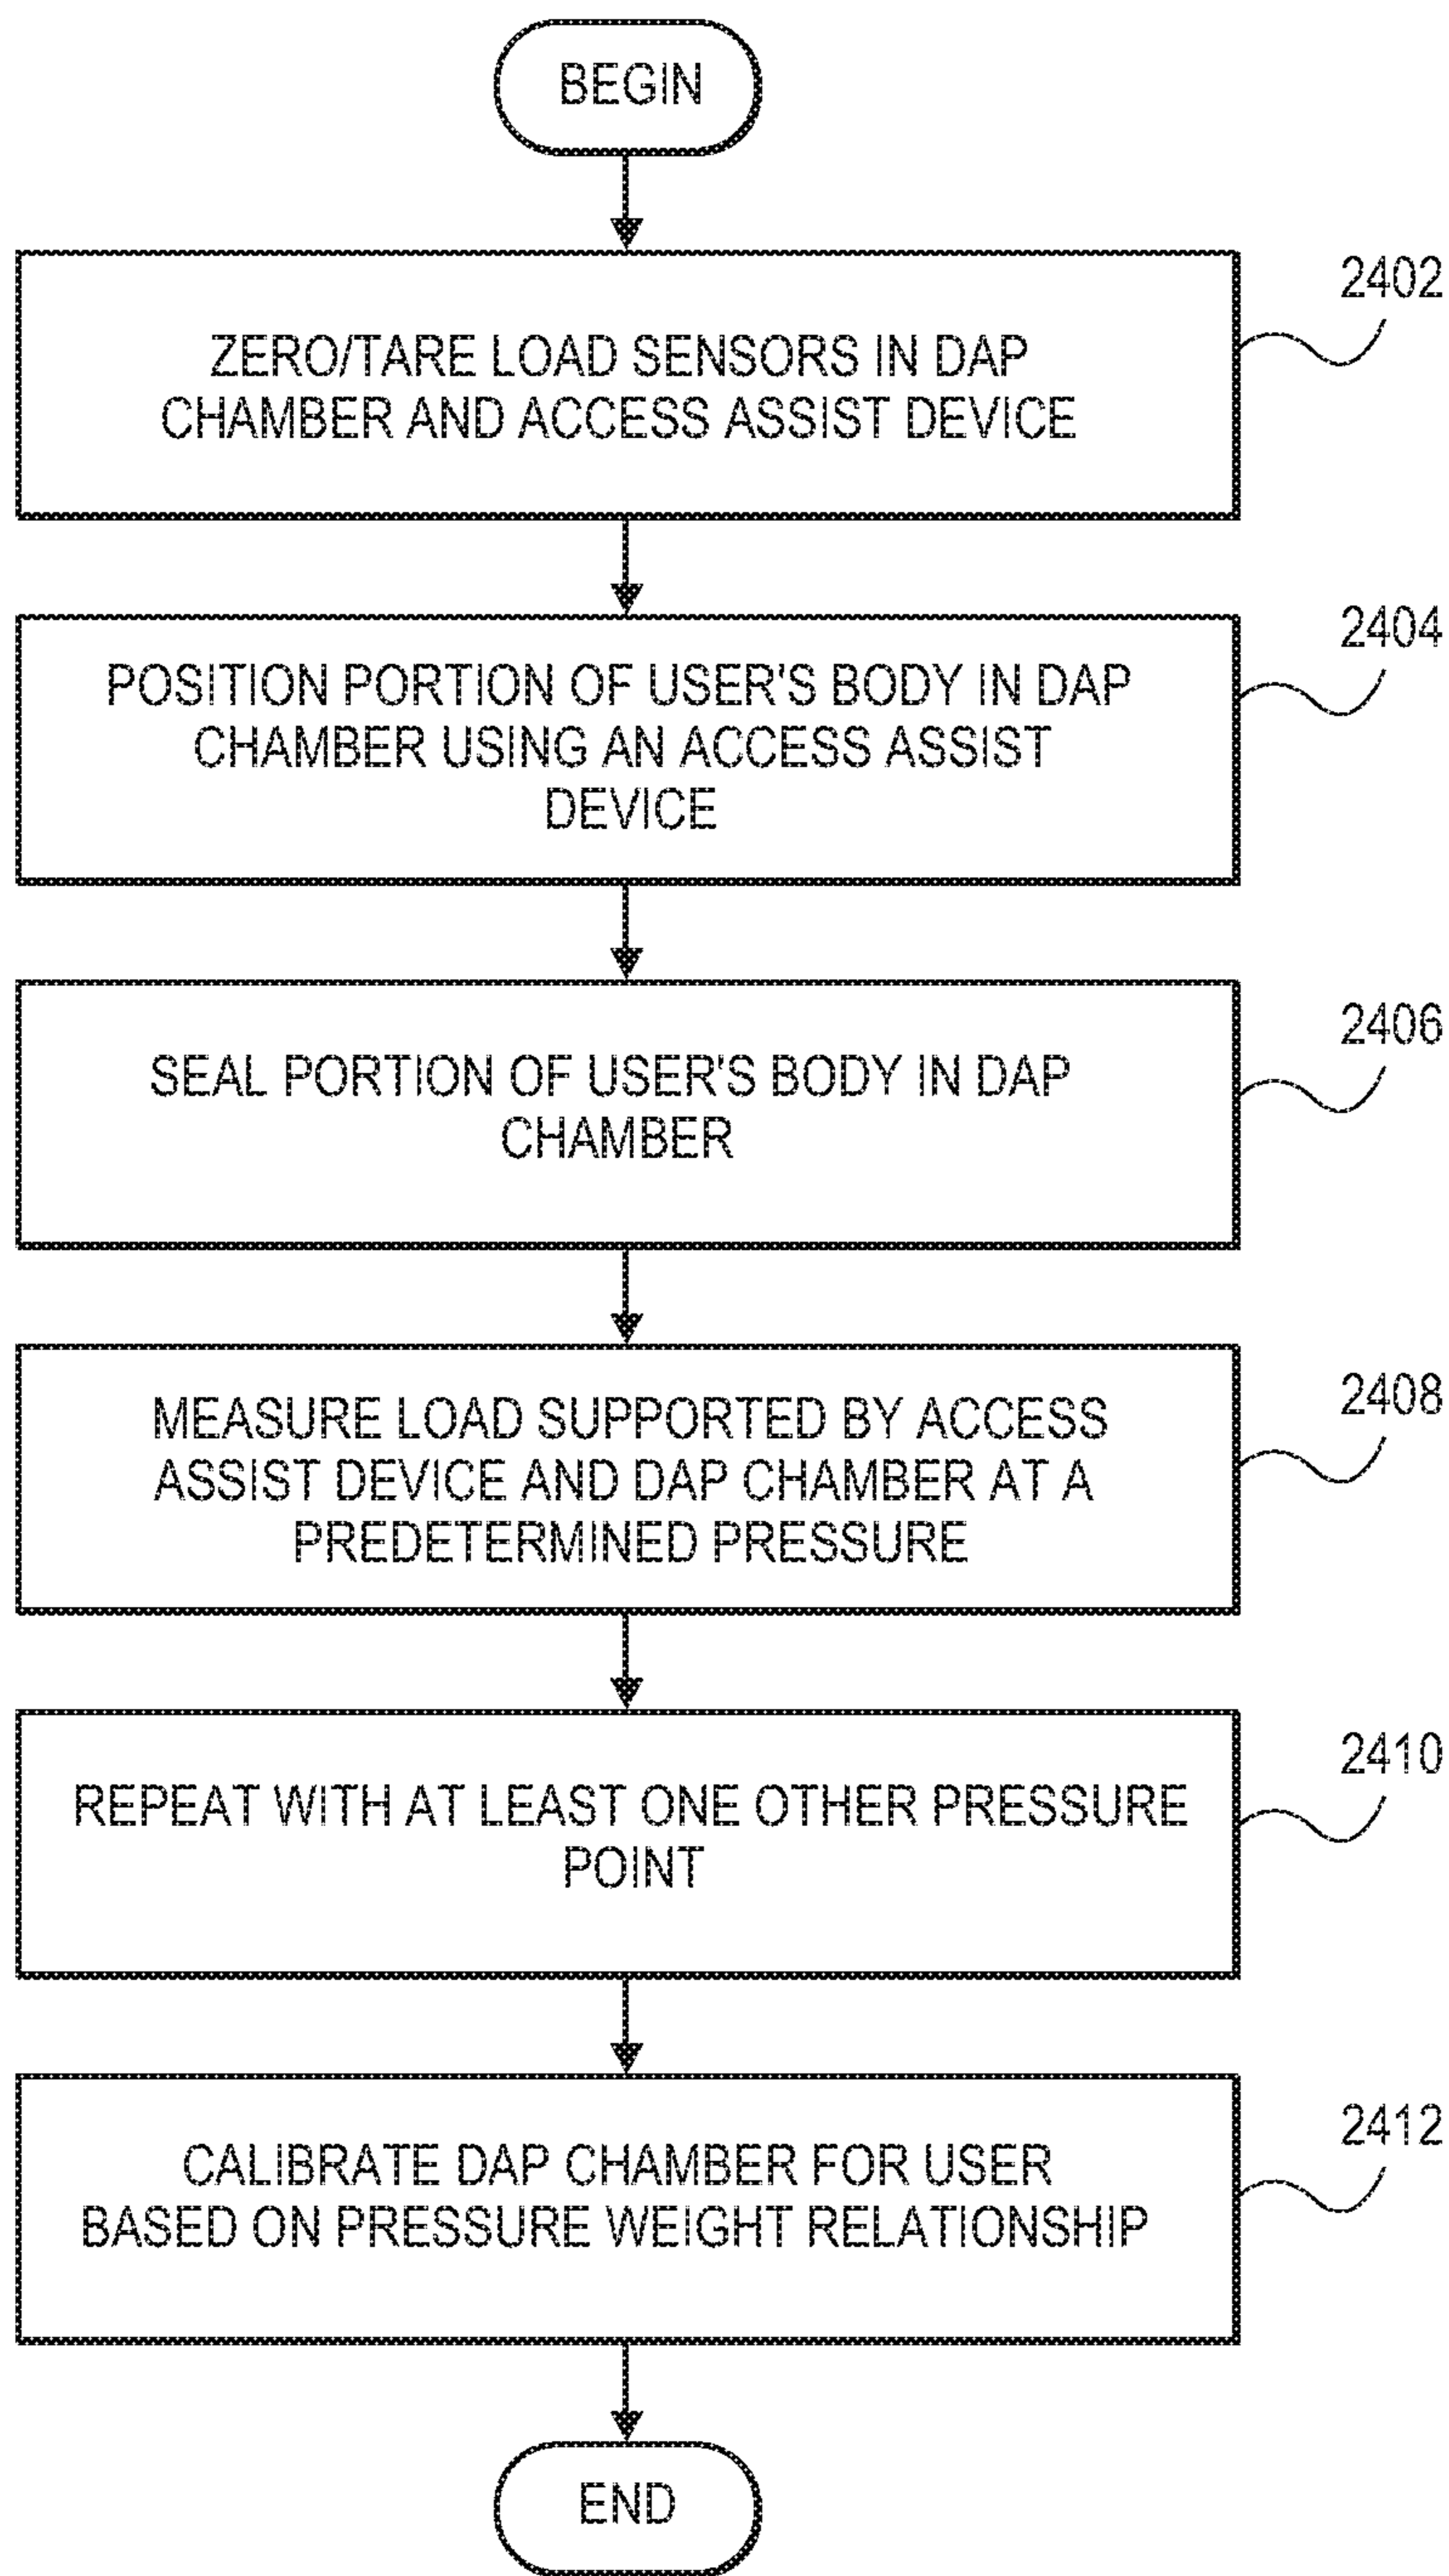 BEGIN
ZERO/TARE LOAD SENSORS IN DAP
CHAMBER AND ACCESS ASSIST DEVICE
2402
POSITION PORTION OF USER'S BODY IN DAP
CHAMBER USING AN ACCESS ASSIST
DEVICE
2404
SEAL PORTION OF USER'S BODY IN DAP
CHAMBER
2406
MEASURE LOAD SUPPORTED BY ACCESS
ASSIST DEVICE AND DAP CHAMBER AT A
PREDETERMINED PRESSURE
2408
REPEAT WITH AT LEAST ONE OTHER PRESSURE
POINT
2410
CALIBRATE DAP CHAMBER FOR USER
BASED ON PRESSURE WEIGHT RELATIONSHIP
2412
END